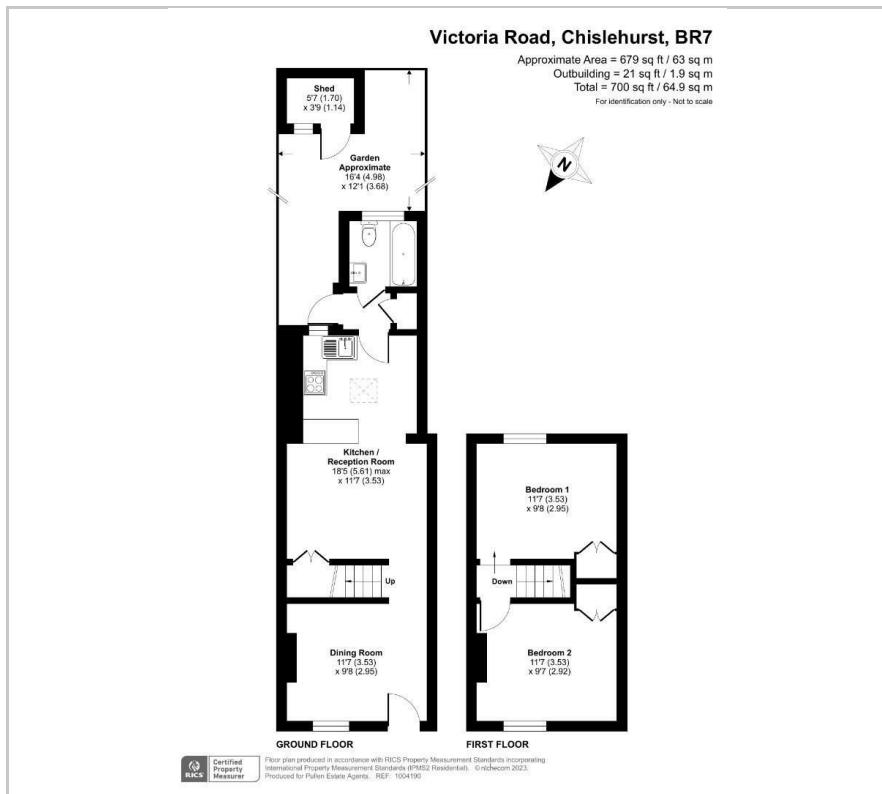 Victoria Road, Chislehurst, BR7
Approximate Area = 679 sq ft / 63 sq m
Outbuilding = 21 sq ft / 1.9 sq m
Total = 700 sq ft / 64.9 sq m
For identification only - Not to scale
Shed
5'7 (1.70)
x 3'9 (1.14)
Garden
Approximate
16'4 (4.98)
x 12'1 (3.68)
N
Kitchen /
Reception Room
18'5 (5.61) max
x 11'7 (3.53)
Up
Dining Room
11'7 (3.53)
x 9'8 (2.95)
GROUND FLOOR
Bedroom 1
11'7 (3.53)
x 9'8 (2.95)
Down
Bedroom 2
11'7 (3.53)
x 9'7 (2.92)
FIRST FLOOR
RICS
Certified
Property
Measurer
Floor plan produced in accordance with RICS Property Measurement Standards incorporating
International Property Measurement Standards (IPMS2 Residential). © nichecom 2023.
Produced for Pullen Estate Agents. REF: 1004190